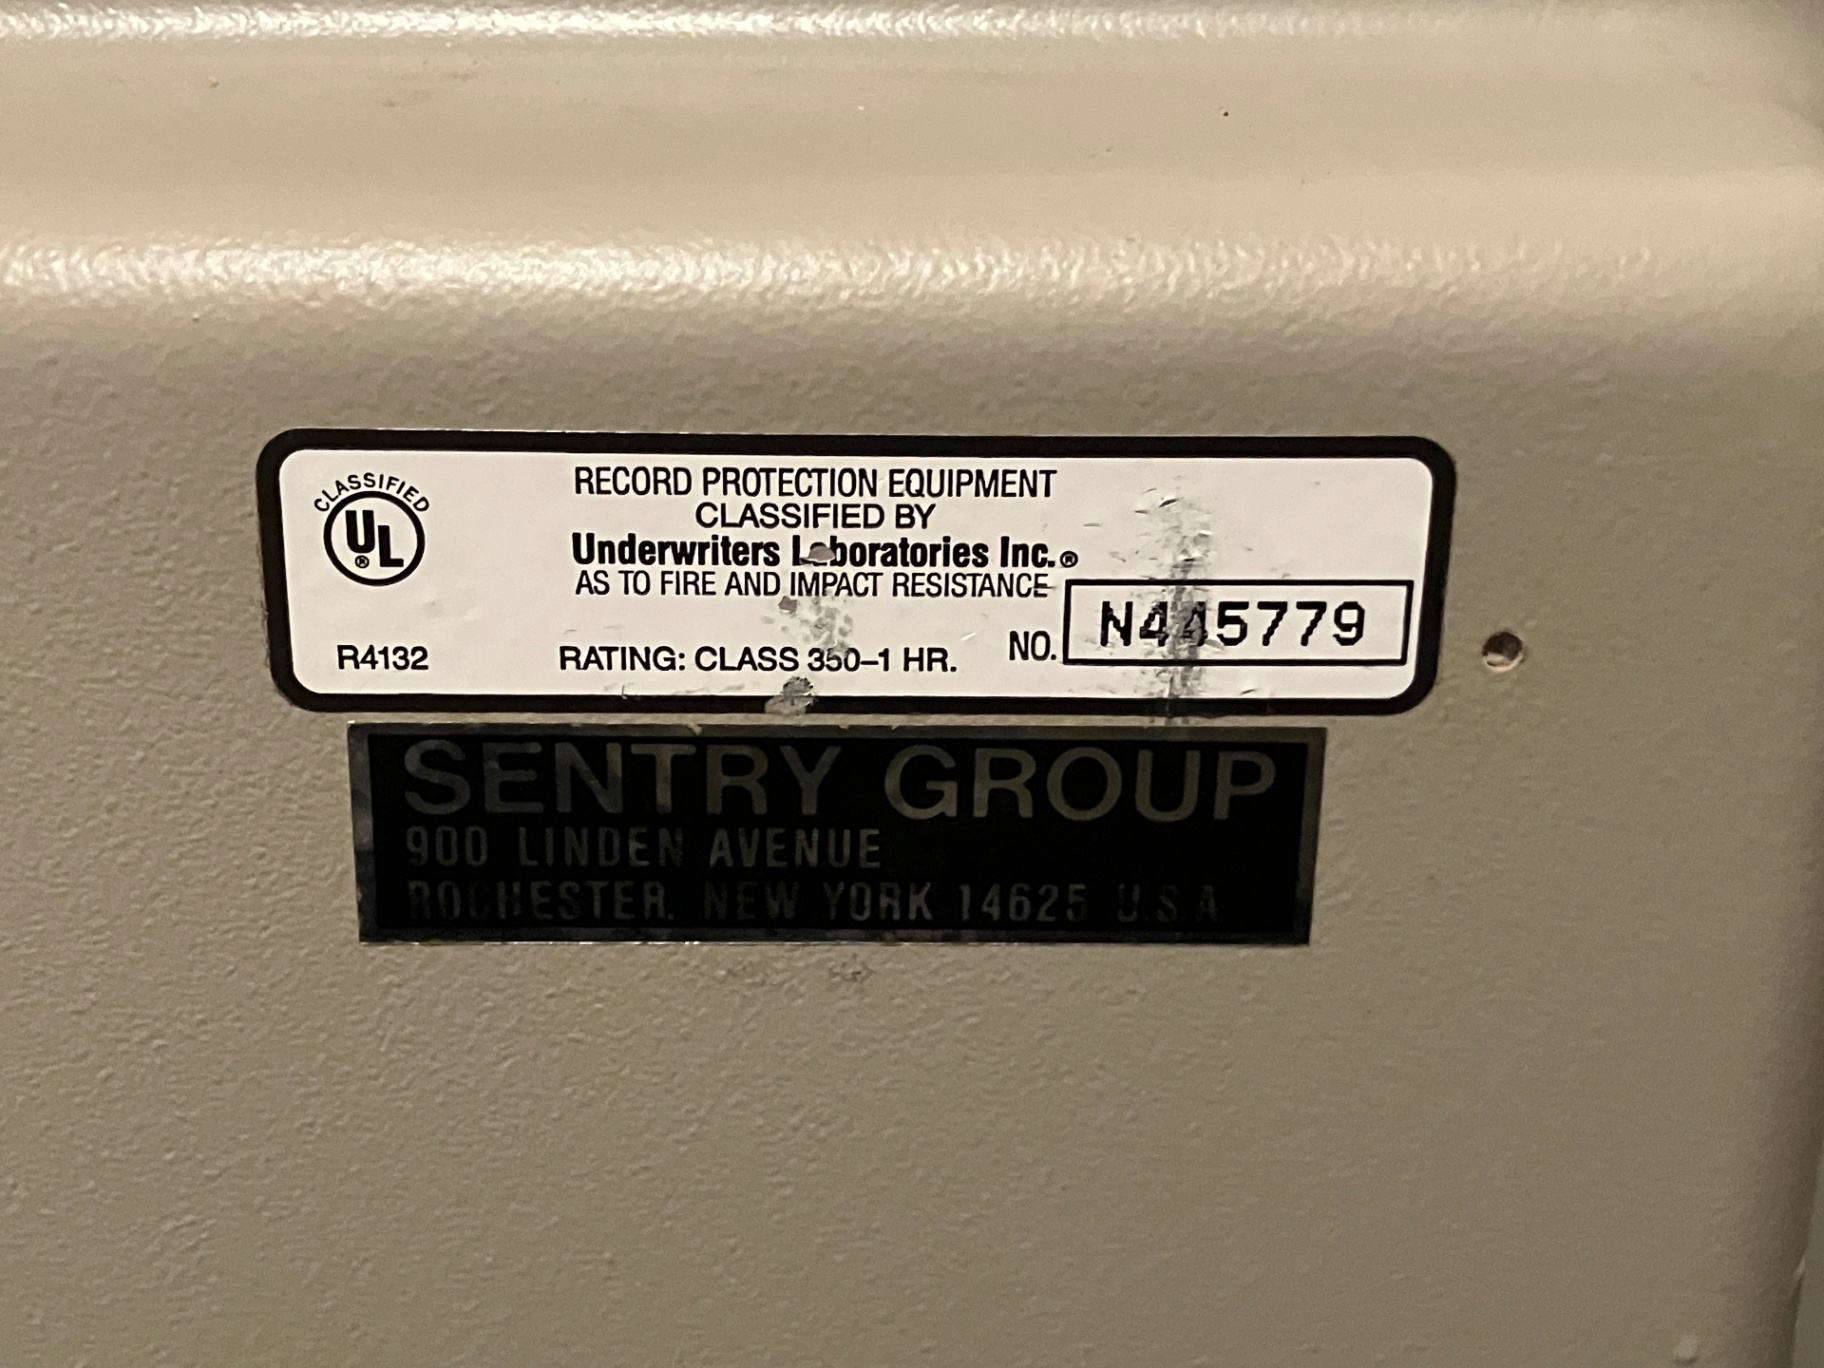 CLASSIFIED
UL®
R4132
RECORD PROTECTION EQUIPMENT
CLASSIFIED BY
Underwriters Laboratories Inc.®
AS TO FIRE AND IMPACT RESISTANCE
RATING: CLASS 350–1 HR.
NO.
SENTRY GROUP
900 LINDEN AVENUE
ROCHESTER, NEW YORK 14625 U.S.A